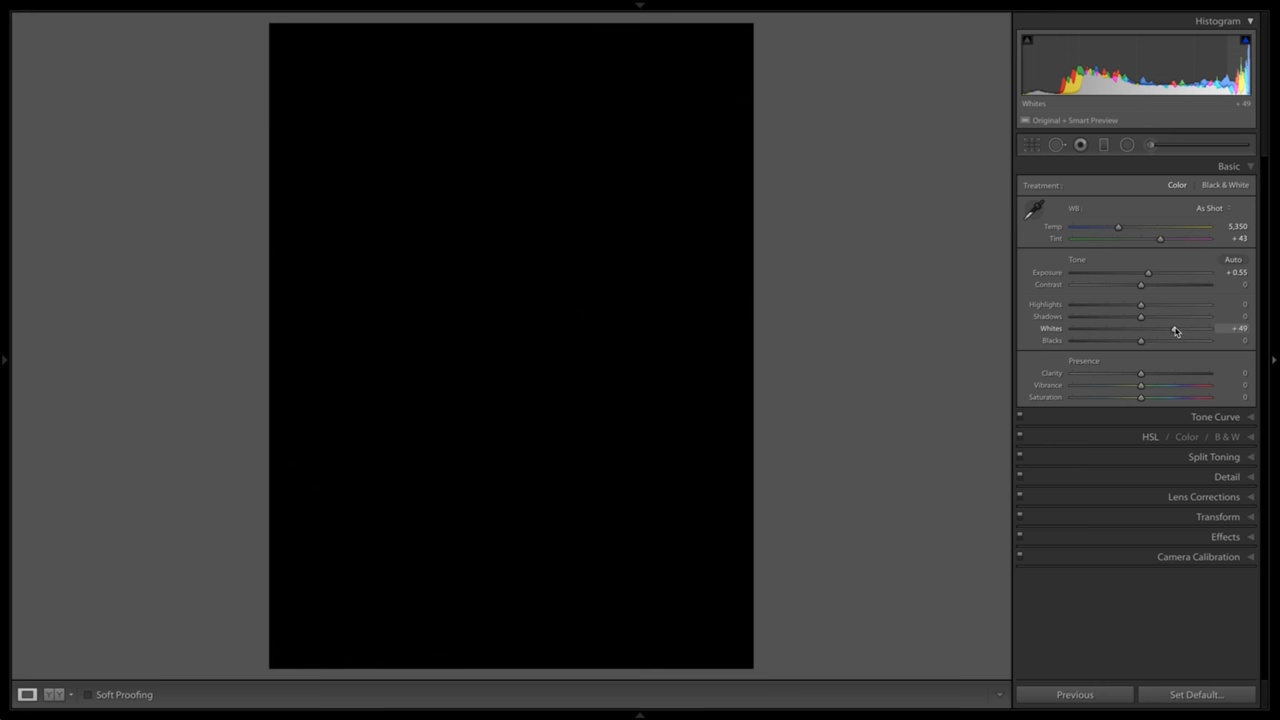 Histogram
Whites + 49
Original + Smart Preview
Basic
Treatment : Color Black & White
WB : As Shot
Temp 5,350
Tint + 43
Tone Auto
Exposure + 0.55
Contrast 0
Highlights 0
Shadows 0
Whites + 49
Blacks 0
Presence
Clarity 0
Vibrance 0
Saturation 0
Tone Curve
HSL / Color / B & W
Split Toning
Detail
Lens Corrections
Transform
Effects
Camera Calibration
YY Soft Proofing
Previous Set Default...